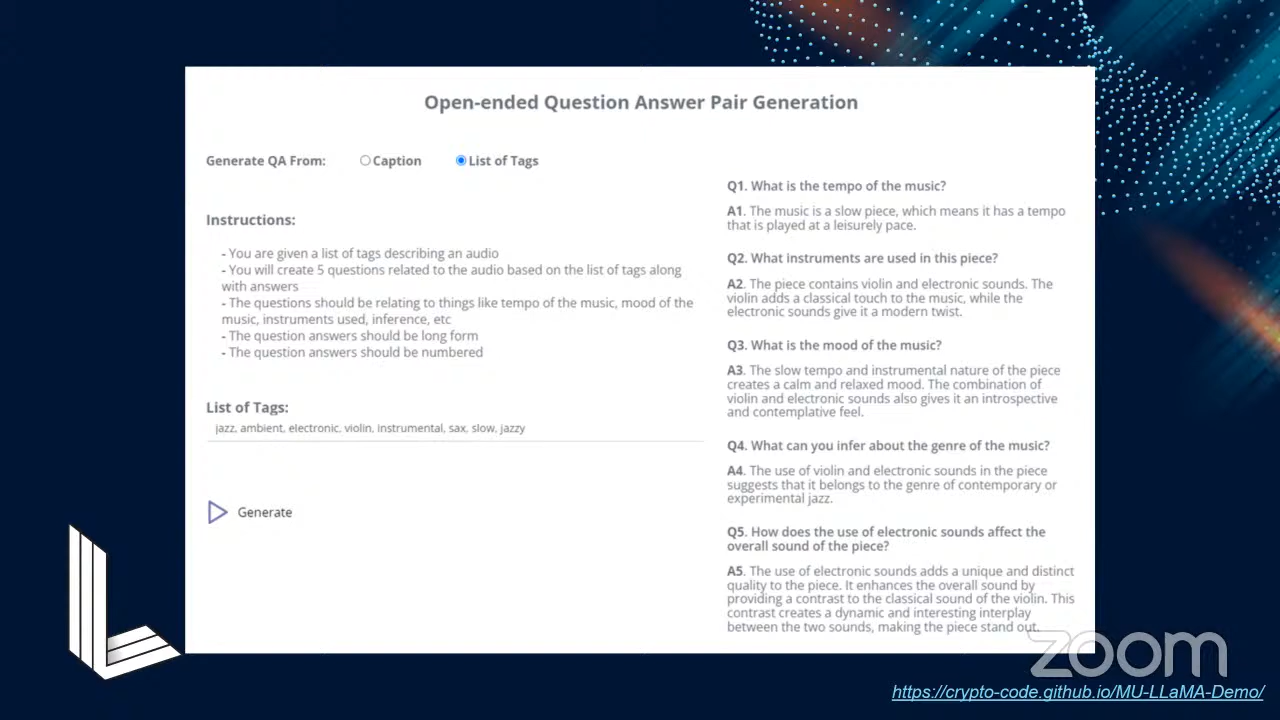 Open-ended Question Answer Pair Generation
Generate QA From:
Caption
List of Tags
Instructions:
- You are given a list of tags describing an audio
- You will create 5 questions related to the audio based on the list of tags along
with answers
- The questions should be relating to things like tempo of the music, mood of the
music, instruments used, inference, etc
- The question answers should be long form
- The question answers should be numbered
List of Tags:
jazz, ambient, electronic, violin, instrumental, sax, slow, jazzy
Generate
Q1. What is the tempo of the music?
A1. The music is a slow piece, which means it has a tempo
that is played at a leisurely pace.
Q2. What instruments are used in this piece?
A2. The piece contains violin and electronic sounds. The
violin adds a classical touch to the music, while the
electronic sounds give it a modern twist.
Q3. What is the mood of the music?
A3. The slow tempo and instrumental nature of the piece
creates a calm and relaxed mood. The combination of
violin and electronic sounds also gives it an introspective
and contemplative feel.
Q4. What can you infer about the genre of the music?
A4. The use of violin and electronic sounds in the piece
suggests that it belongs to the genre of contemporary or
experimental jazz.
Q5. How does the use of electronic sounds affect the
overall sound of the piece?
A5. The use of electronic sounds adds a unique and distinct
quality to the piece. It enhances the overall sound by
providing a contrast to the classical sound of the violin. This
contrast creates a dynamic and interesting interplay
between the two sounds, making the piece stand out.
zoom
https://crypto-code.github.io/MU-LLaMA-Demo/